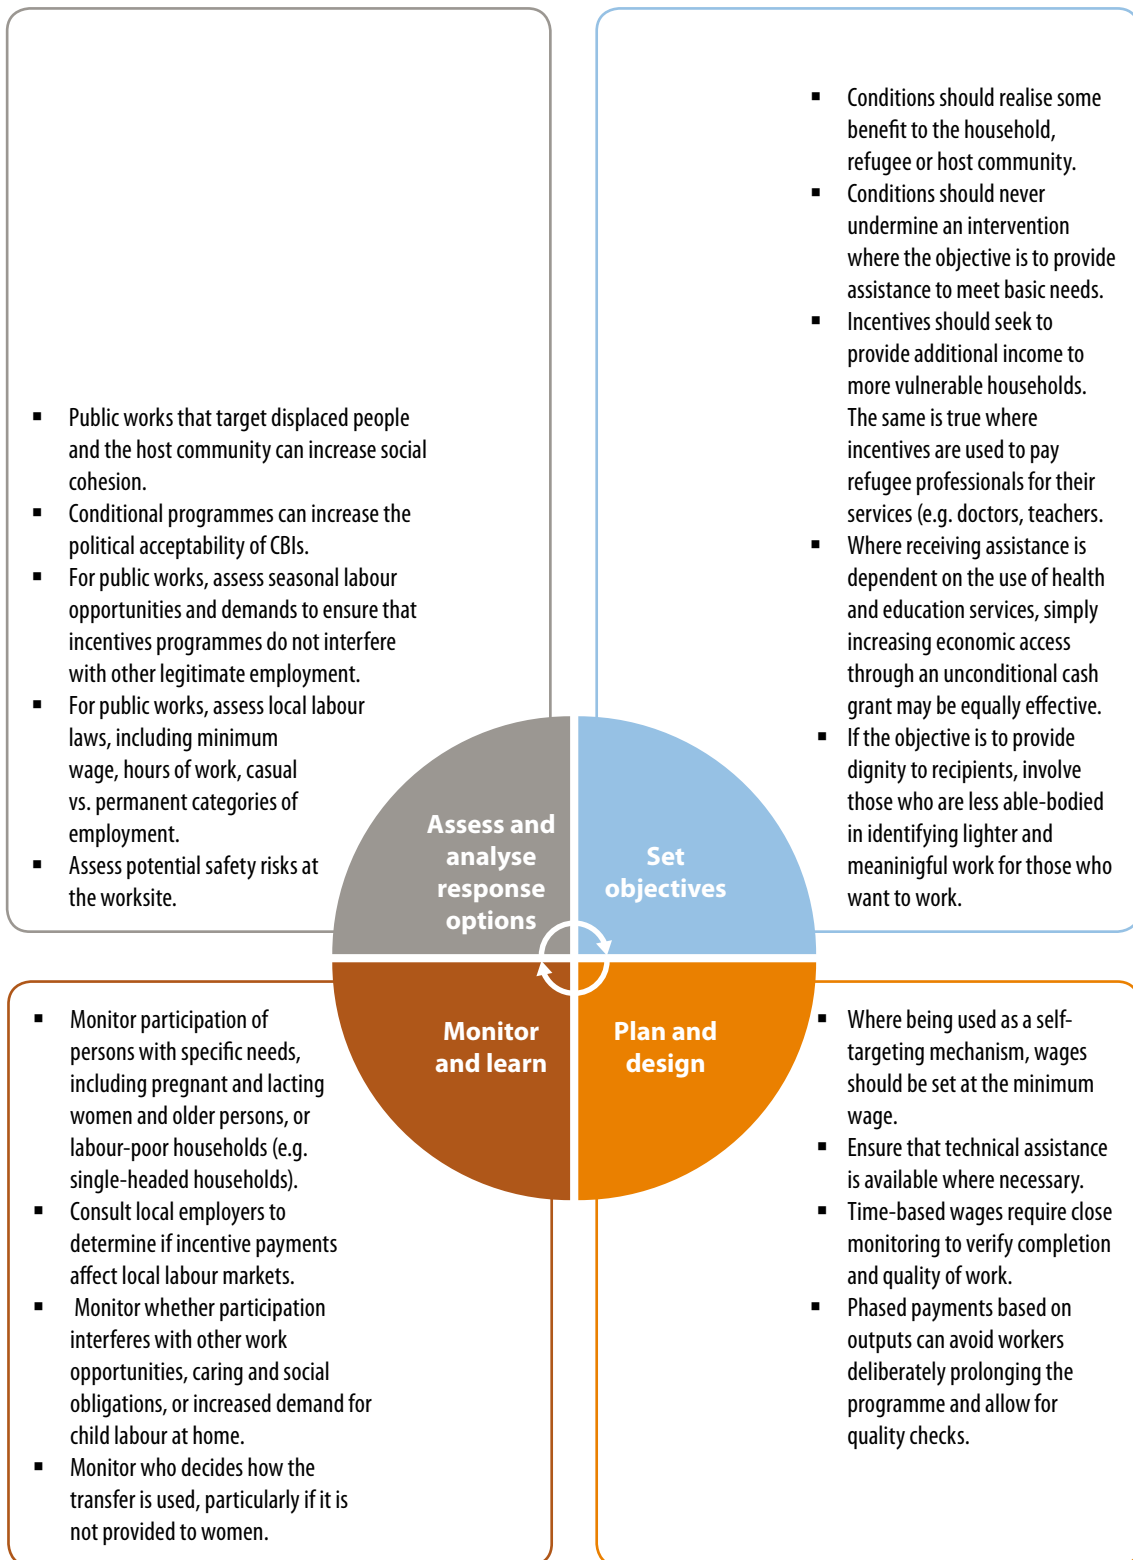 ▪ Public works that target displaced people
and the host community can increase social
cohesion.
▪ Conditional programmes can increase the
political acceptability of CBIs.
▪ For public works, assess seasonal labour
opportunities and demands to ensure that
incentives programmes do not interfere
with other legitimate employment.
▪ For public works, assess local labour
laws, including minimum
wage, hours of work, casual
vs. permanent categories of
employment.
▪ Assess potential safety risks at
the worksite.
▪ Conditions should realise some
benefit to the household,
refugee or host community.
▪ Conditions should never
undermine an intervention
where the objective is to provide
assistance to meet basic needs.
▪ Incentives should seek to
provide additional income to
more vulnerable households.
The same is true where
incentives are used to pay
refugee professionals for their
services (e.g. doctors, teachers.
▪ Where receiving assistance is
dependent on the use of health
and education services, simply
increasing economic access
through an unconditional cash
grant may be equally effective.
▪ If the objective is to provide
dignity to recipients, involve
those who are less able-bodied
in identifying lighter and
meaninigful work for those who
want to work.
Assess and
analyse
response
options
Set
objectives
Monitor
and learn
Plan and
design
▪ Monitor participation of
persons with specific needs,
including pregnant and lacting
women and older persons, or
labour-poor households (e.g.
single-headed households).
▪ Consult local employers to
determine if incentive payments
affect local labour markets.
▪ Monitor whether participation
interferes with other work
opportunities, caring and social
obligations, or increased demand for
child labour at home.
▪ Monitor who decides how the
transfer is used, particularly if it is
not provided to women.
▪ Where being used as a self-
targeting mechanism, wages
should be set at the minimum
wage.
▪ Ensure that technical assistance
is available where necessary.
▪ Time-based wages require close
monitoring to verify completion
and quality of work.
▪ Phased payments based on
outputs can avoid workers
deliberately prolonging the
programme and allow for
quality checks.